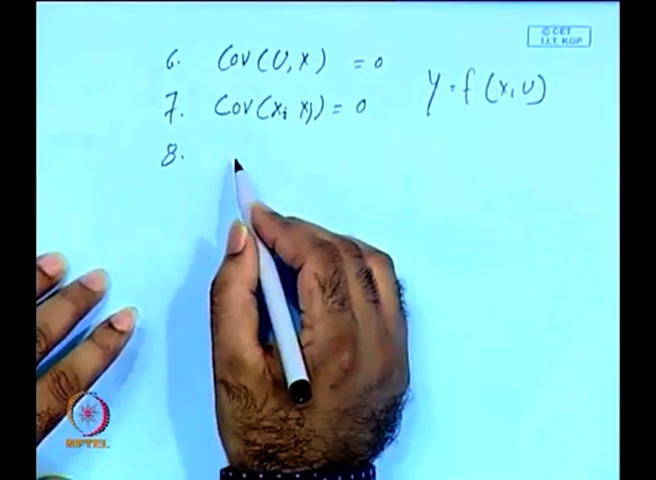 © CET
I.I.T. KGP
6. Cov(U, X) = 0
Y = f (X, U)
7. Cov(Xi Xj) = 0
8.
NPTEL